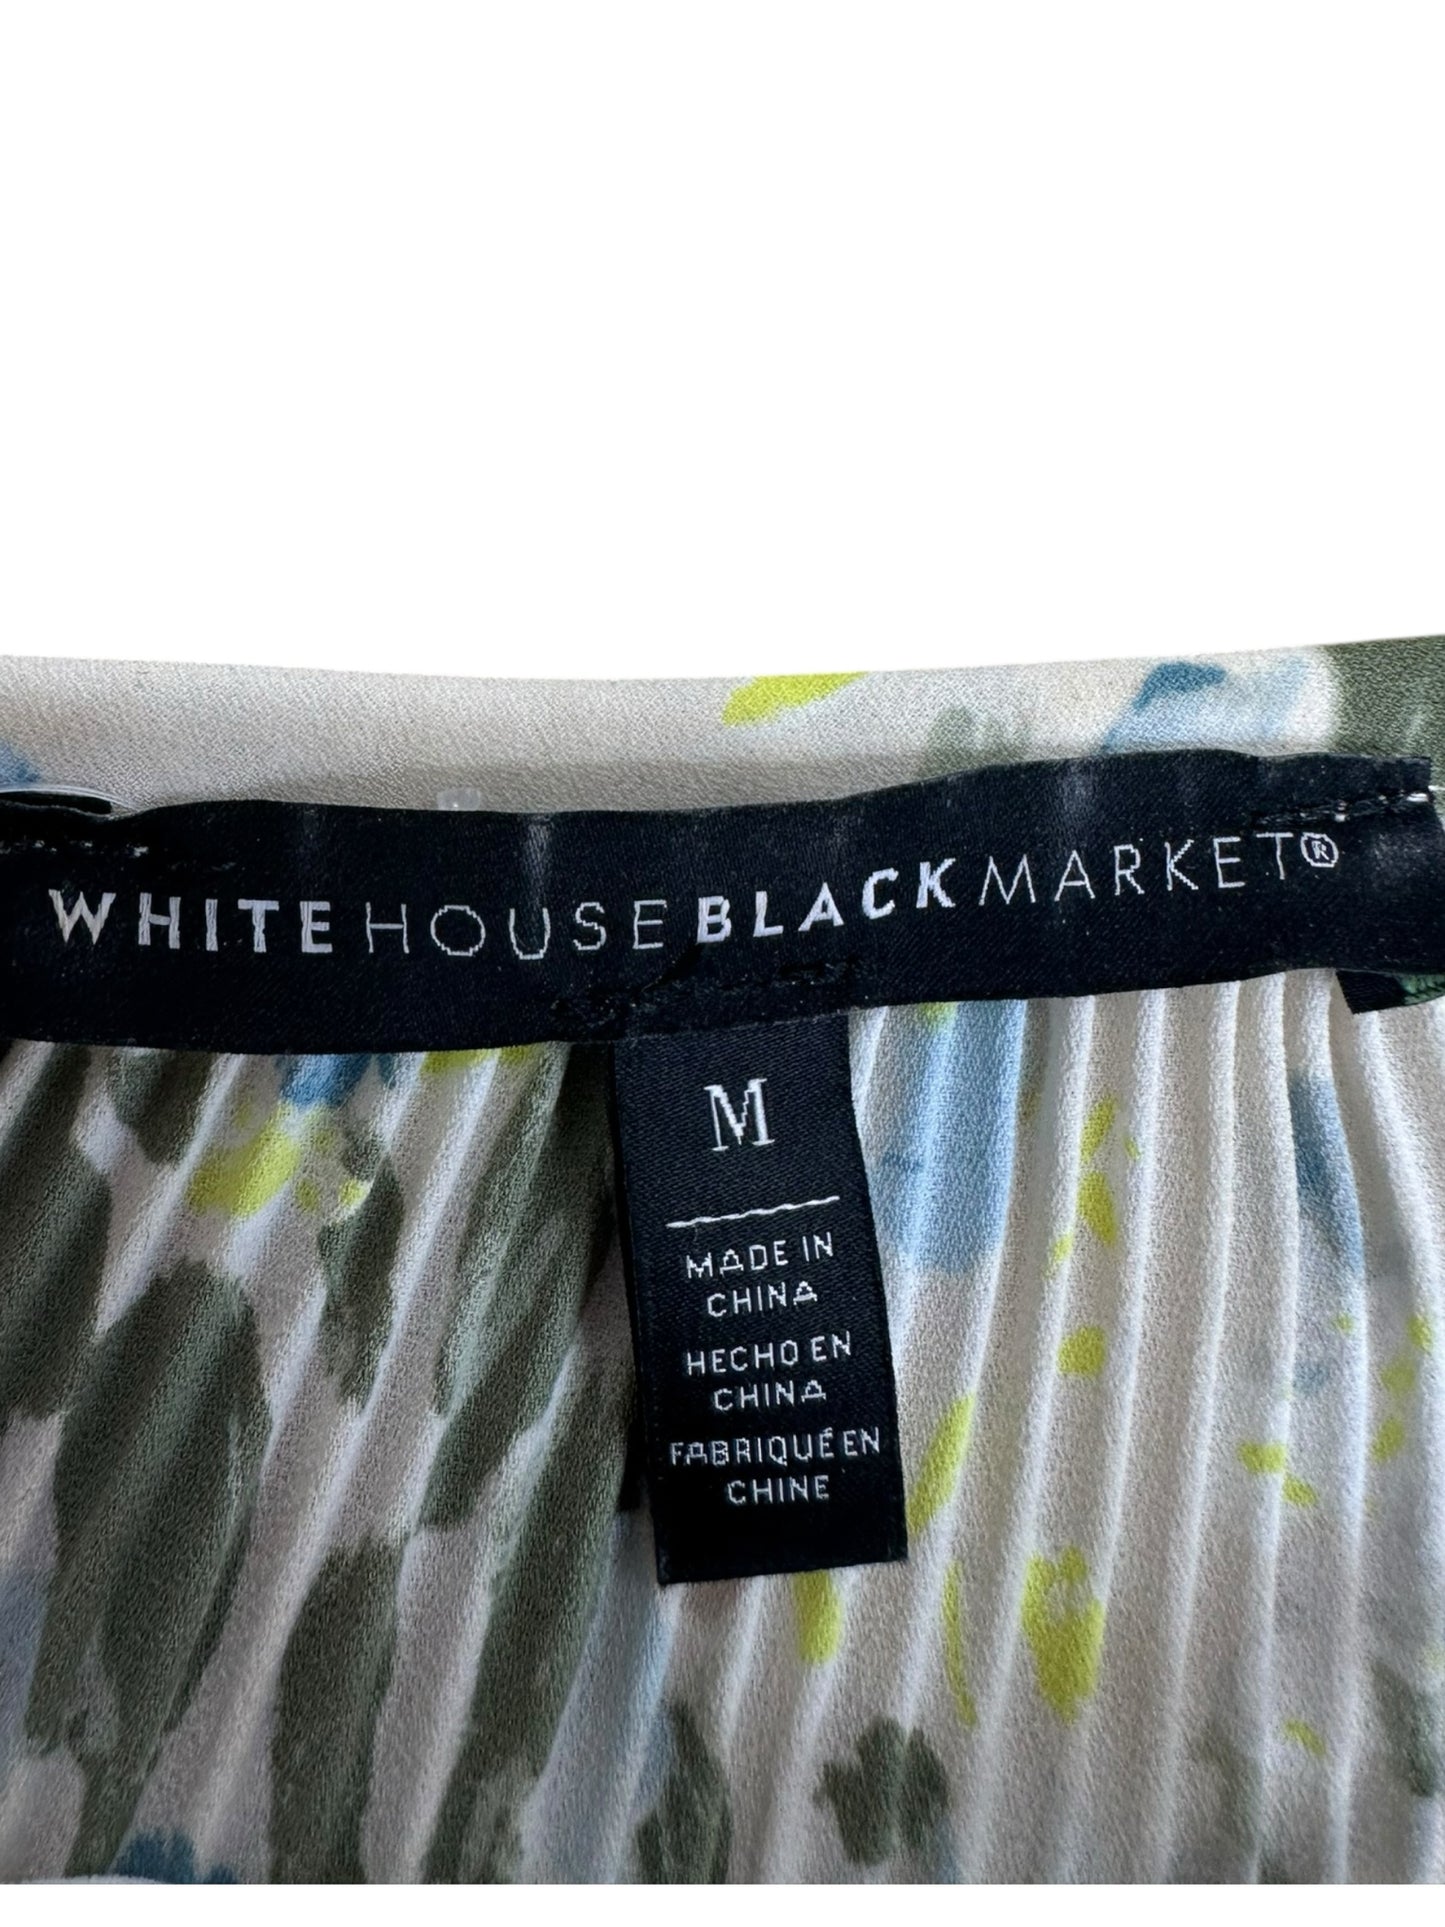 WHITEHOUSEBLACKMARKET®
M
MADE IN
CHINA
HECHO EN
CHINA
FABRIQUÉ EN
CHINE